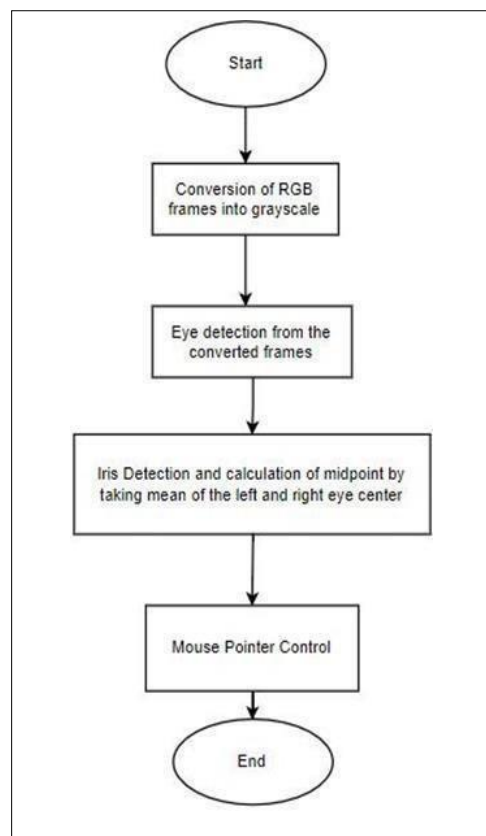 Start
Conversion of RGB
frames into grayscale
Eye detection from the
converted frames
Iris Detection and calculation of midpoint by
taking mean of the left and right eye center
Mouse Pointer Control
End